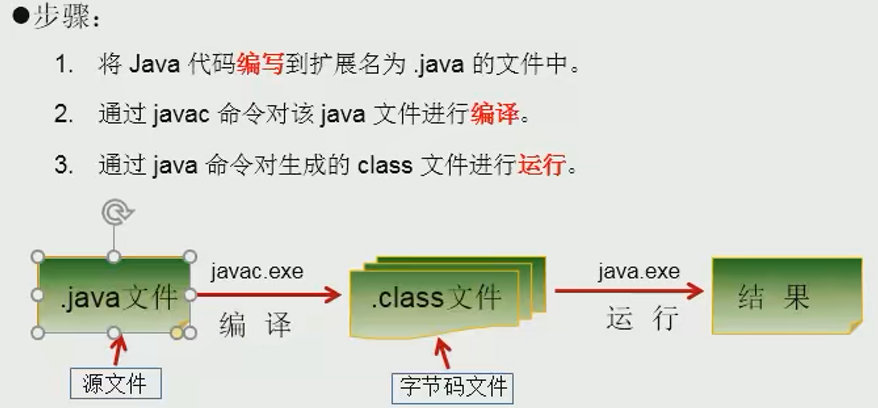 ●步骤：
1. 将 Java 代码编写到扩展名为 .java 的文件中。
2. 通过 javac 命令对该 java 文件进行编译。
3. 通过 java 命令对生成的 class 文件进行运行。
.java文件
javac.exe
编 译
.class文件
java.exe
运 行
结 果
源文件
字节码文件